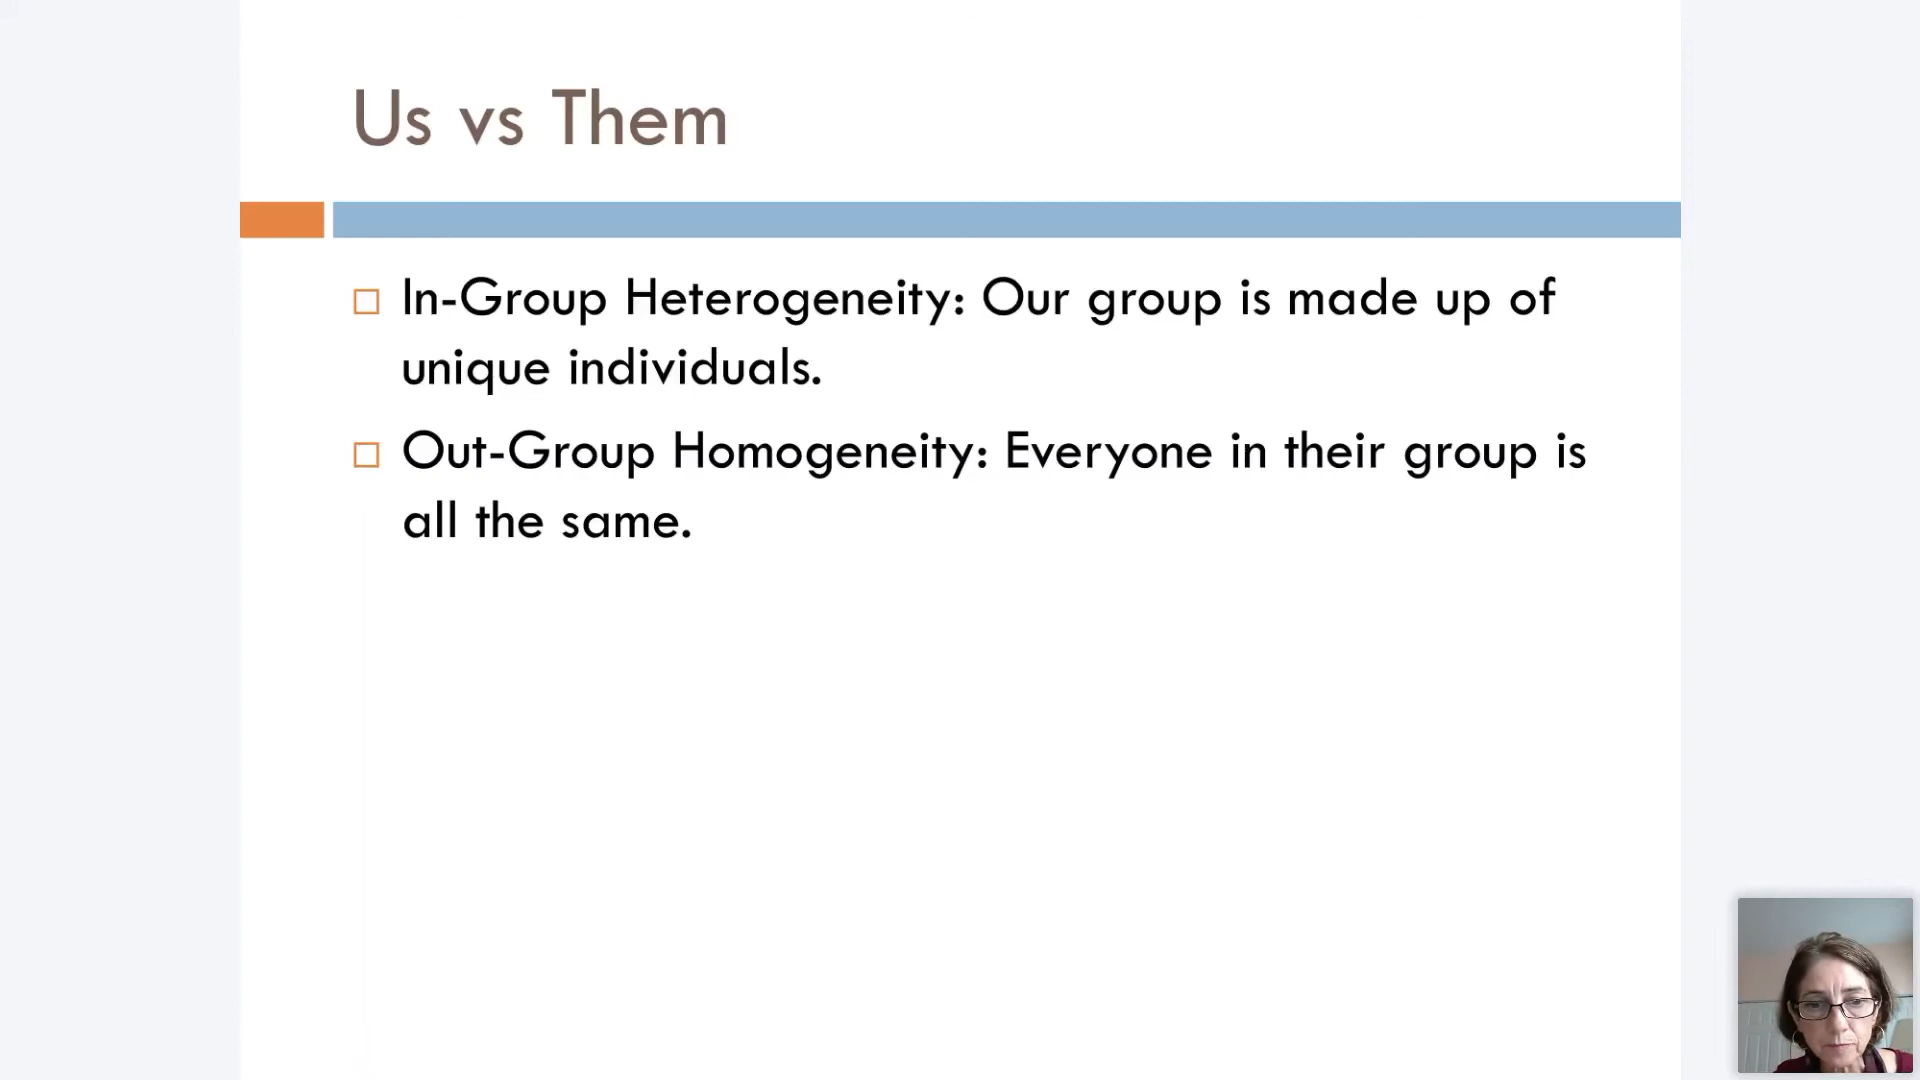 Us vs Them
In-Group Heterogeneity: Our group is made up of
unique individuals.
Out-Group Homogeneity: Everyone in their group is
all the same.